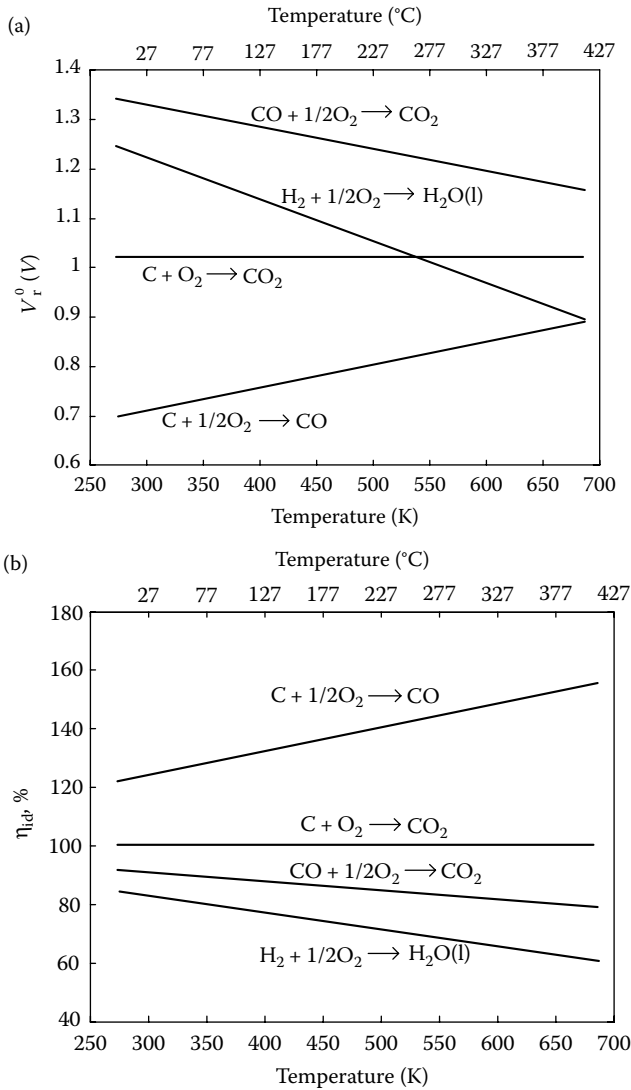 (a)
Temperature (°C)
27 77 127 177 227 277 327 377 427
1.4
1.3
1.2
1.1
1
0.9
0.8
0.7
0.6
V_r^0 (V)
CO + 1/2O₂ ⟶ CO₂
H₂ + 1/2O₂ ⟶ H₂O(l)
C + O₂ ⟶ CO₂
C + 1/2O₂ ⟶ CO
250 300 350 400 450 500 550 600 650 700
Temperature (K)
(b)
Temperature (°C)
27 77 127 177 227 277 327 377 427
180
160
140
120
100
80
60
40
η_id, %
C + 1/2O₂ ⟶ CO
C + O₂ ⟶ CO₂
CO + 1/2O₂ ⟶ CO₂
H₂ + 1/2O₂ ⟶ H₂O(l)
250 300 350 400 450 500 550 600 650 700
Temperature (K)